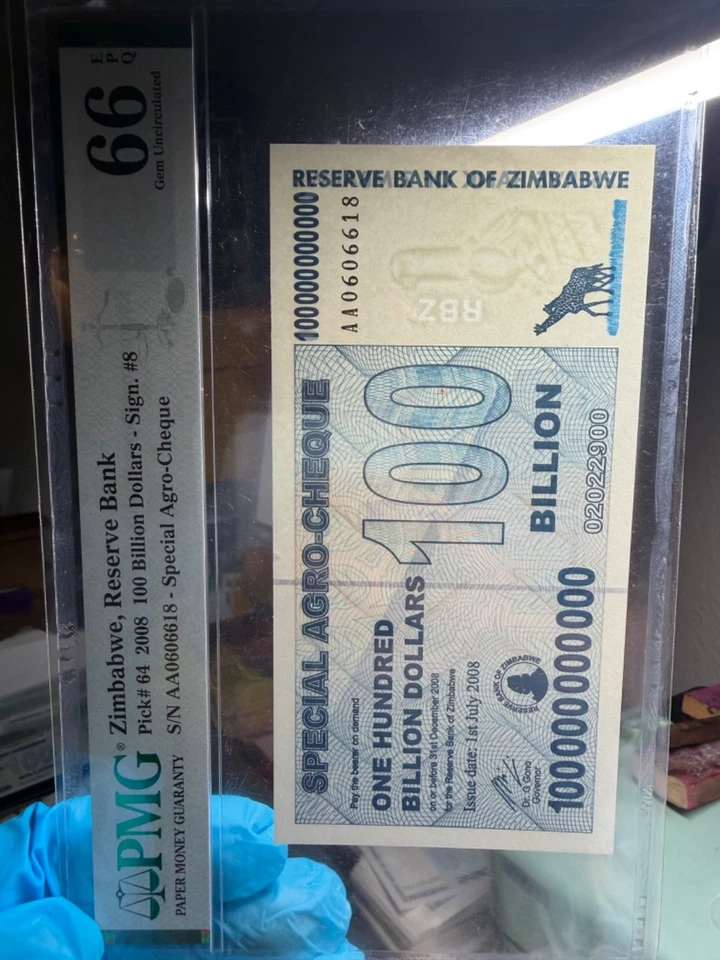 PMG®
PAPER MONEY GUARANTY
Zimbabwe, Reserve Bank
Pick# 64 2008 100 Billion Dollars - Sign. #8
S/N AA0606618 - Special Agro-Cheque
66
EPQ
Gem Uncirculated
RESERVE BANK OF ZIMBABWE
100000000000
AA0606618
RBZ
SPECIAL AGRO-CHEQUE
Pay the bearer on demand
ONE HUNDRED
BILLION DOLLARS
on or before 31st December 2008
for the Reserve Bank of Zimbabwe
Issue date: 1st July 2008
Dr. G Gono
Governor
RESERVE BANK OF ZIMBABWE
100
BILLION
100000000000
02022900